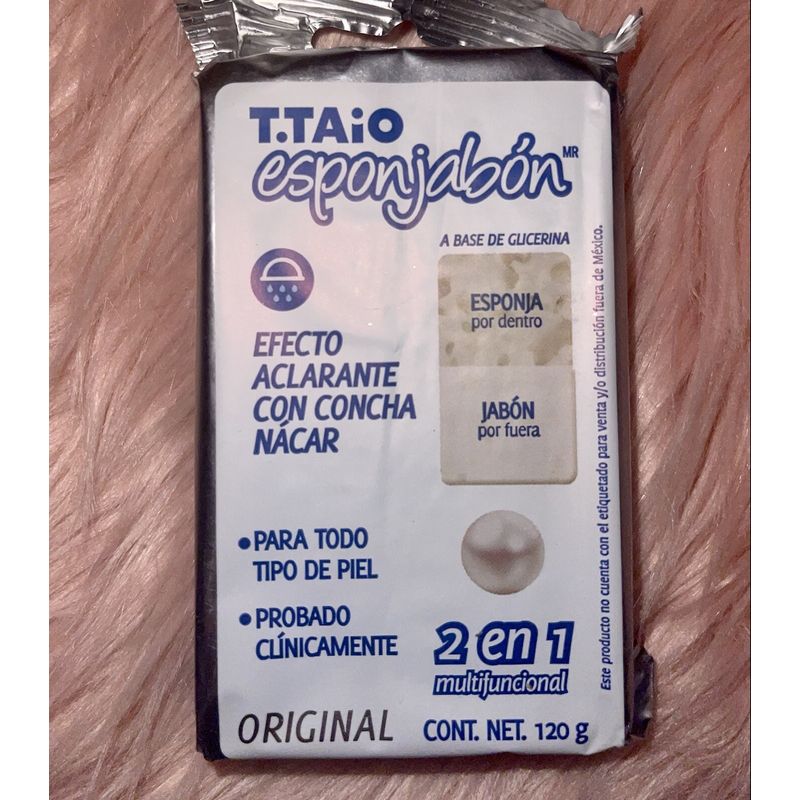 T.TAiO
esponjabón MR
A BASE DE GLICERINA
ESPONJA
por dentro
JABÓN
por fuera
EFECTO
ACLARANTE
CON CONCHA
NÁCAR
•PARA TODO
TIPO DE PIEL
•PROBADO
CLÍNICAMENTE
2 en 1
multifuncional
ORIGINAL
CONT. NET. 120 g
Este producto no cuenta con el etiquetado para venta y/o distribución fuera de México.